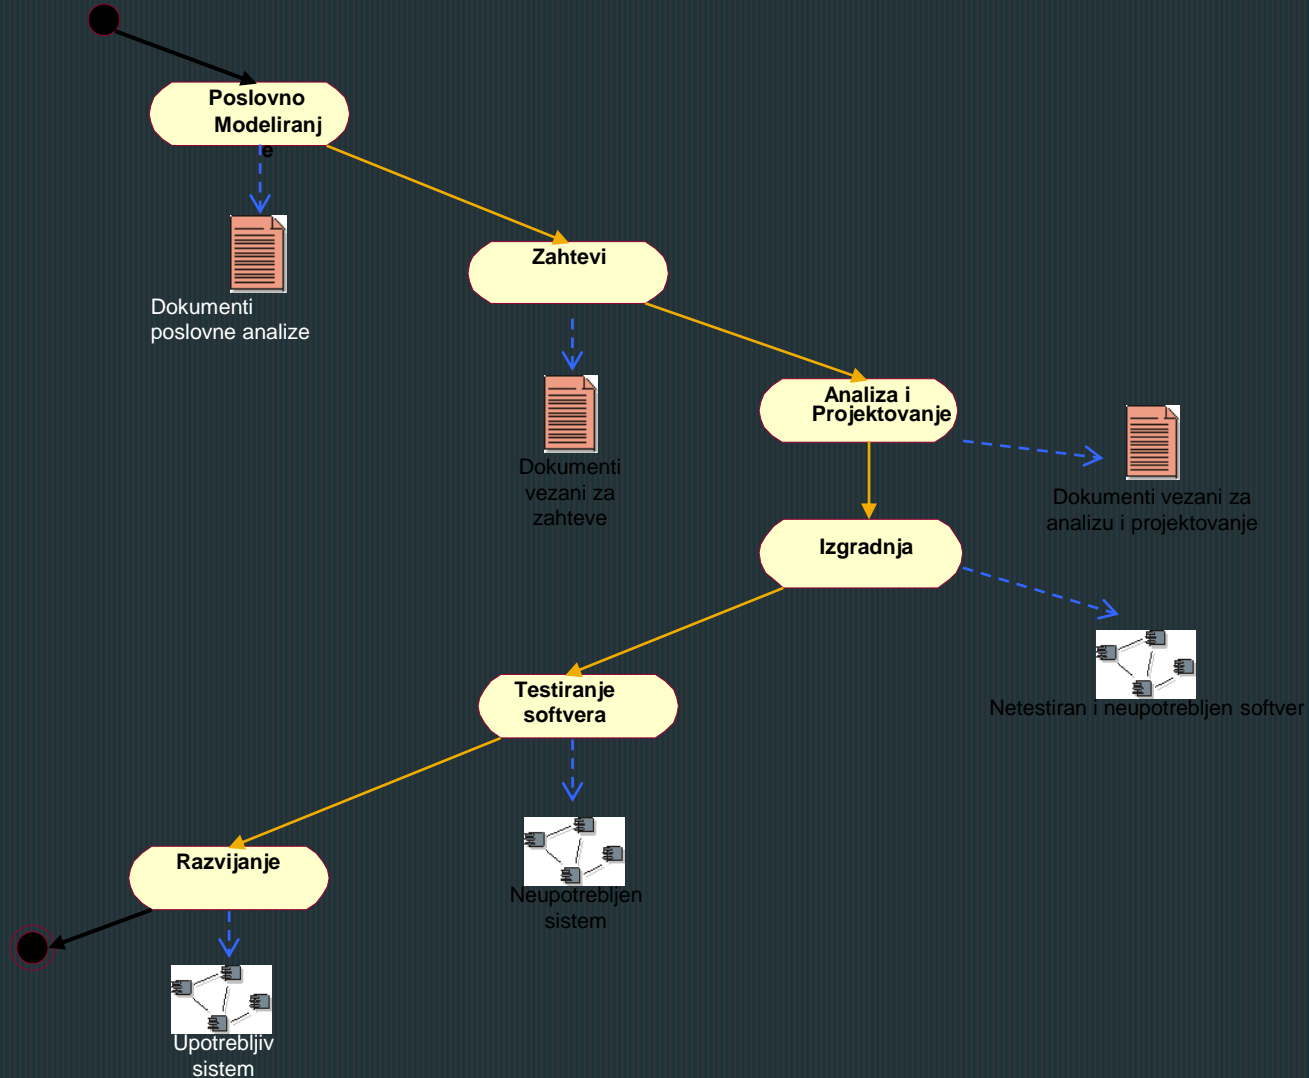 Poslovno
Modeliranj
e
Dokumenti
poslovne analize
Zahtevi
Dokumenti
vezani za
zahteve
Analiza i
Projektovanje
Dokumenti vezani za
analizu i projektovanje
Izgradnja
Netestiran i neupotrebljen softver
Testiranje
softvera
Neupotrebljen
sistem
Razvijanje
Upotrebljiv
sistem